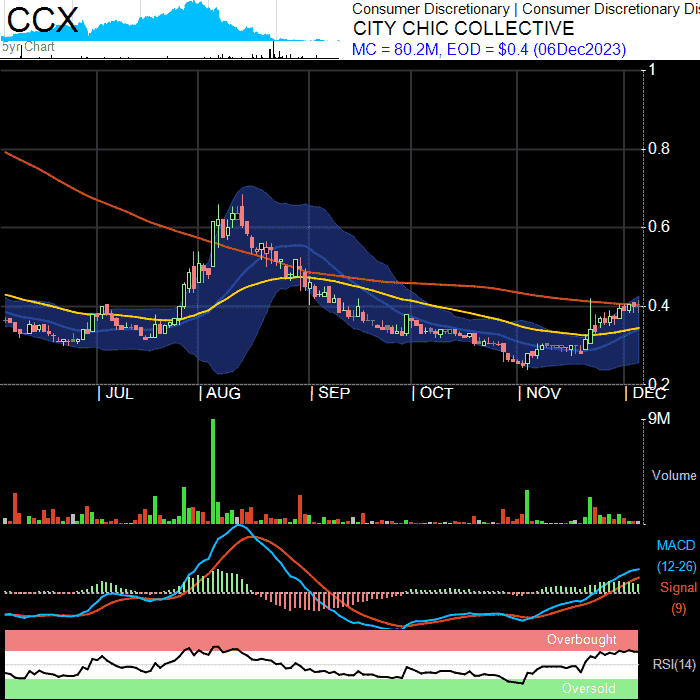 CCX
byn Chart
Consumer Discretionary | Consumer Discretionary Dis
CITY CHIC COLLECTIVE
MC = 80.2M, EOD = $0.4 (06Dec2023)
1
0.8
0.6
0.4
0.2
| JUL | AUG | SEP | OCT | NOV | DEC
9M
Volume
MACD
(12-26)
Signal
(9)
Overbought
RSI(14)
Oversold